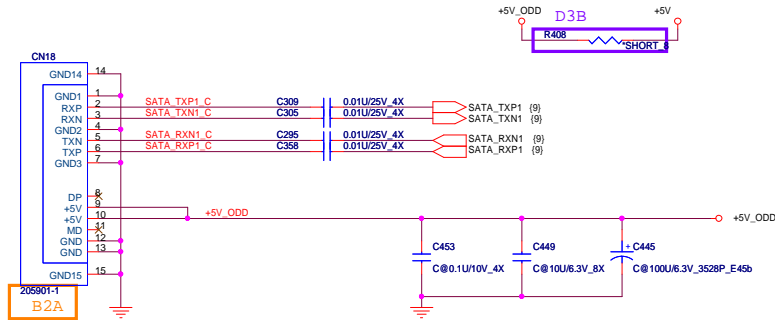 +5V_ODD
D3B
+5V
R408
*SHORT_8
CN18
GND14 14
GND1 1
RXP 2 SATA_TXP1_C C309 0.01U/25V_4X SATA_TXP1 {9}
RXN 3 SATA_TXN1_C C305 0.01U/25V_4X SATA_TXN1 {9}
GND2 4
TXN 5 SATA_RXN1_C C295 0.01U/25V_4X SATA_RXN1 {9}
TXP 6 SATA_RXP1_C C358 0.01U/25V_4X SATA_RXP1 {9}
GND3 7
DP 8
+5V 9
+5V 10 +5V_ODD +5V_ODD
MD 11
GND 12
GND 13
GND15 15
C453 C449 + C445
C@0.1U/10V_4X C@10U/6.3V_8X C@100U/6.3V_3528P_E45b
205901-1
B2A